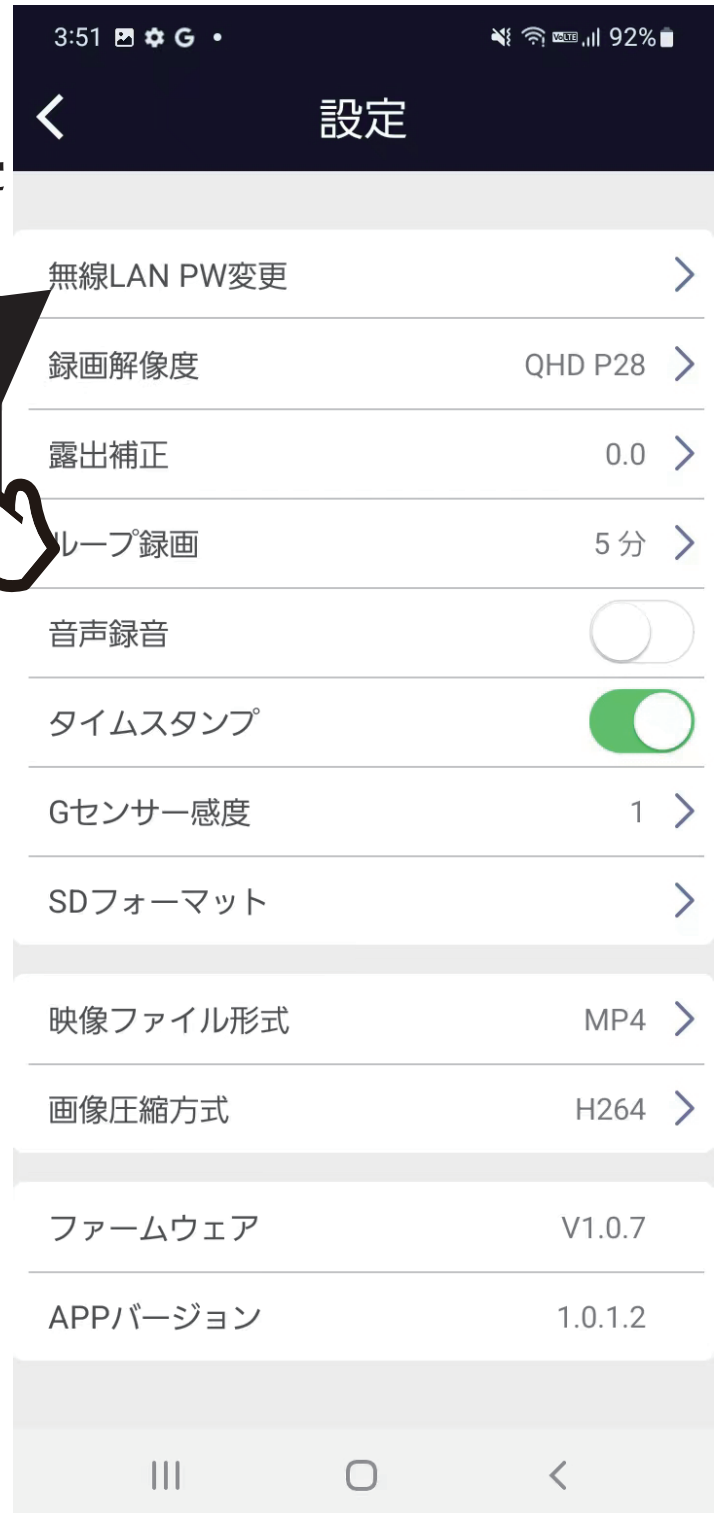 3:51 G • VoLTE 92%
設定
無線LAN PW変更
録画解像度 QHD P28
露出補正 0.0
ループ録画 5 分
音声録音
タイムスタンプ
Gセンサー感度 1
SDフォーマット
映像ファイル形式 MP4
画像圧縮方式 H264
ファームウェア V1.0.7
APPバージョン 1.0.1.2